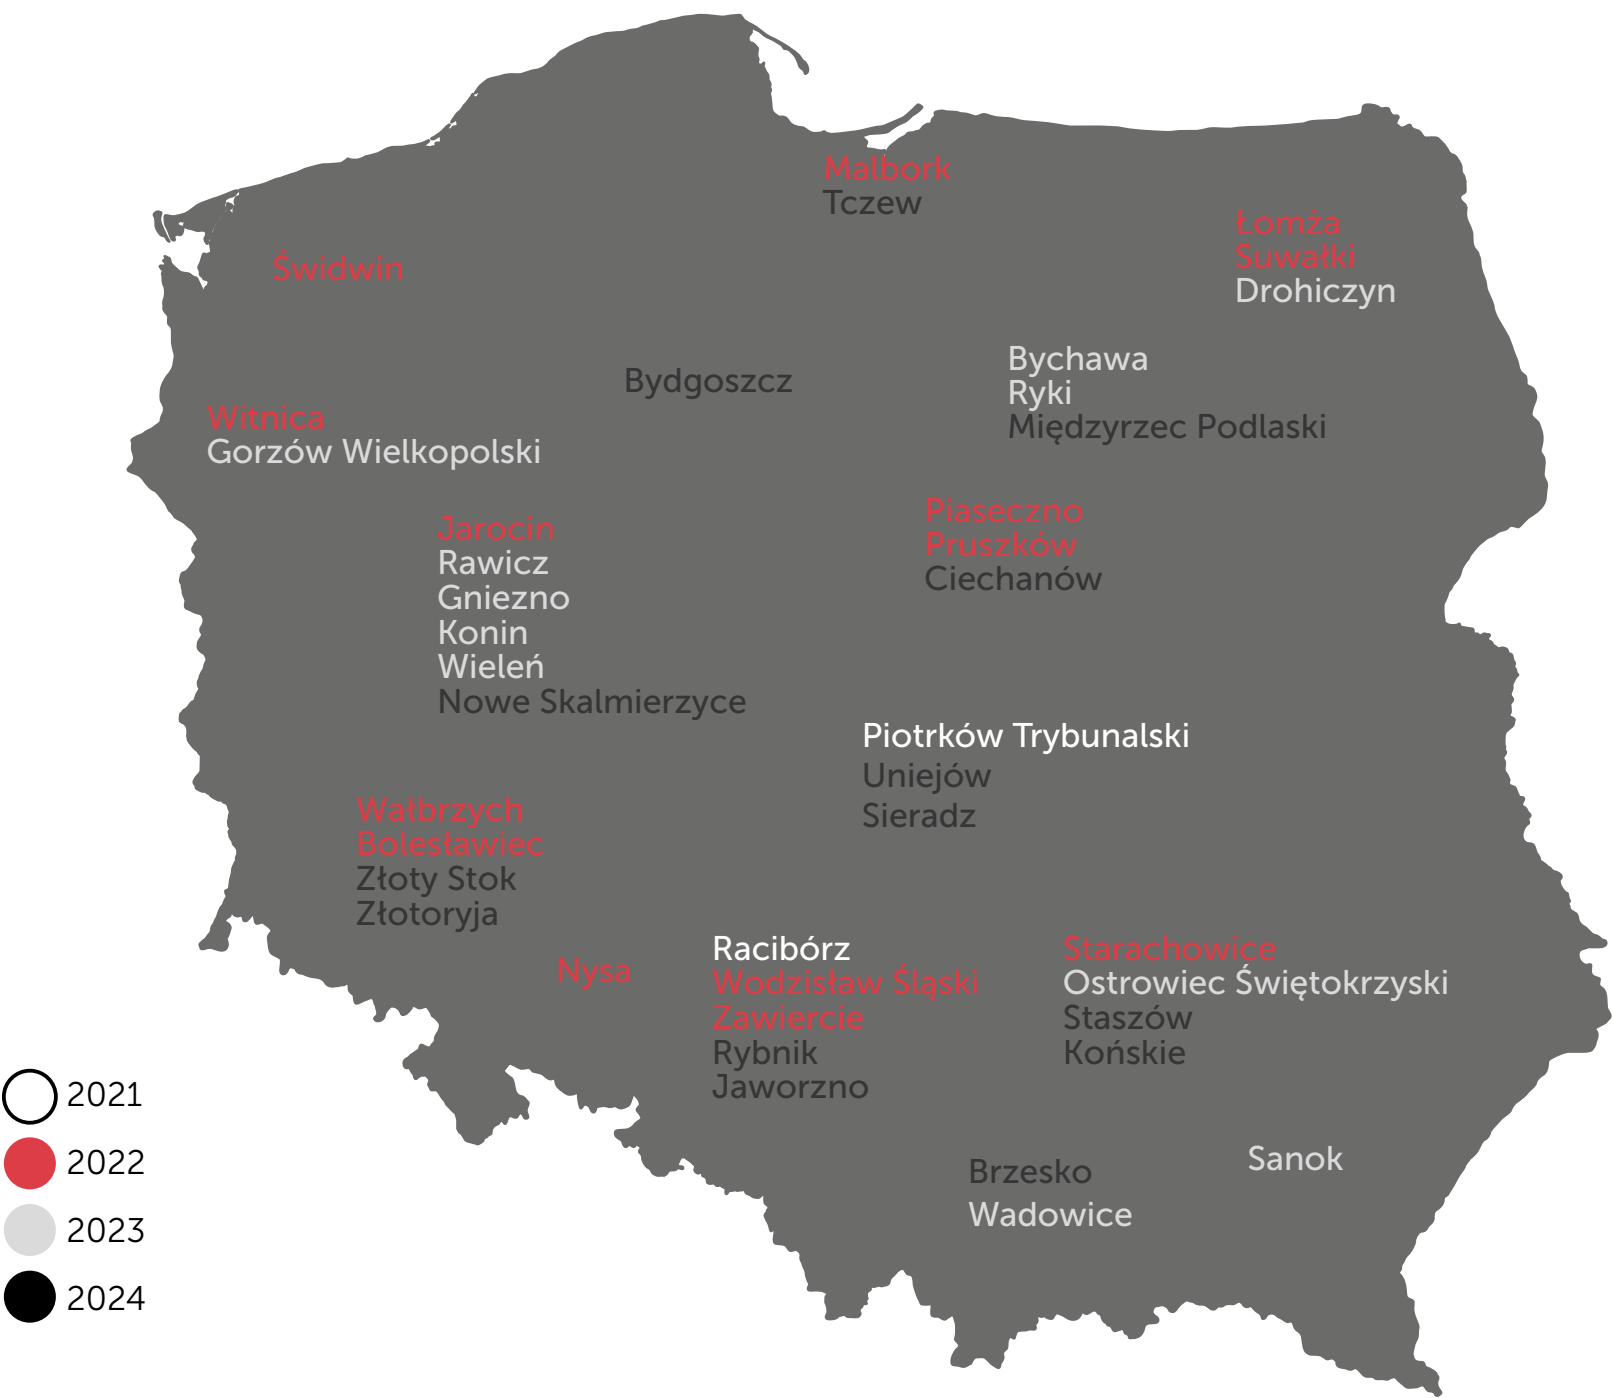 Malbork
Tczew
Łomża
Suwałki
Drohiczyn
Świdwin
Bychawa
Ryki
Międzyrzec Podlaski
Bydgoszcz
Witnica
Gorzów Wielkopolski
Jarocin
Rawicz
Gniezno
Konin
Wieleń
Nowe Skalmierzyce
Piaseczno
Pruszków
Ciechanów
Piotrków Trybunalski
Uniejów
Sieradz
Wałbrzych
Bolesławiec
Złoty Stok
Złotoryja
Nysa
Racibórz
Wodzisław Śląski
Zawiercie
Rybnik
Jaworzno
Starachowice
Ostrowiec Świętokrzyski
Staszów
Końskie
Brzesko
Wadowice
Sanok
2021
2022
2023
2024